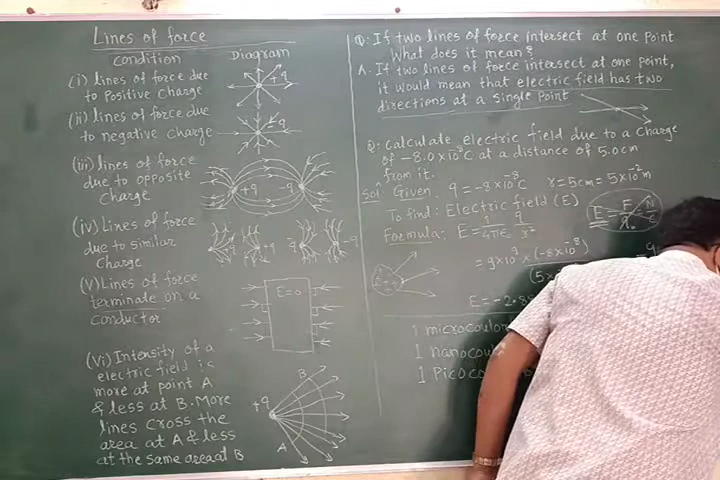 Lines of force
condition Diagram
(i) lines of force due
to Positive Charge
(ii) lines of force due
to negative Charge
-q
(iii) lines of force
due to opposite
Charge
+q -q
(iv) Lines of force
due to similar
Charge
+q -q
(V) Lines of force
terminate on a
conductor
E=0
(Vi) Intensity of a
electric field is
more at point A
& less at B. More
lines cross the
area at A & less
at the same area at B
B
+q
A
Q: If two lines of force intersect at one point
What does it mean?
A. If two lines of force intersect at one point,
it would mean that electric field has two
directions at a single Point
Q: Calculate electric field due to a charge
of -8.0×10⁻⁸C at a distance of 5.0cm
from it.
Sol: Given q=-8×10⁻⁸C r=5cm=5×10⁻²m
To find: Electric field (E)
Formula: E=
= 9×10⁹×(-8×10⁻⁸)
E=-2.88
1 microcoulom
1 nanocoul
1 Picoco